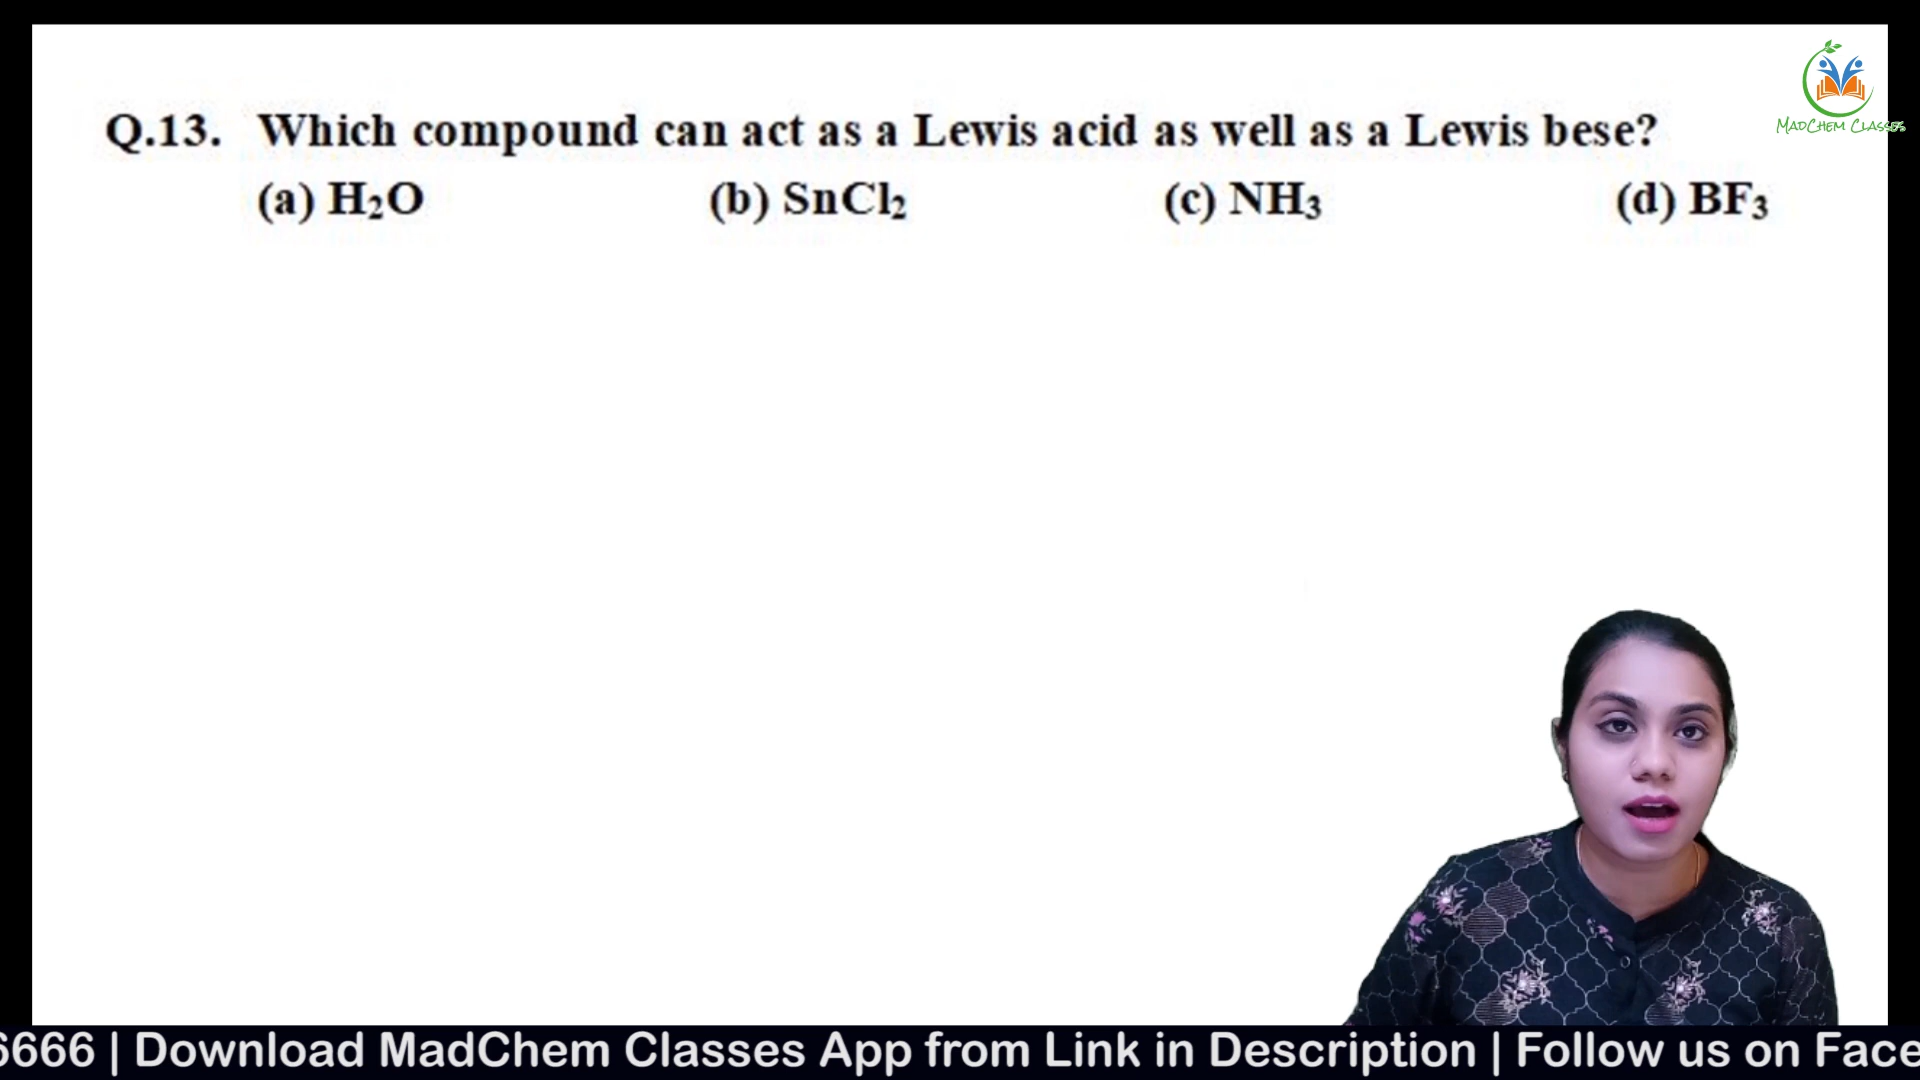 MADCHEM CLASSES
Q.13. Which compound can act as a Lewis acid as well as a Lewis bese?
(a) H₂O (b) SnCl₂ (c) NH₃ (d) BF₃
6666 | Download MadChem Classes App from Link in Description | Follow us on Face